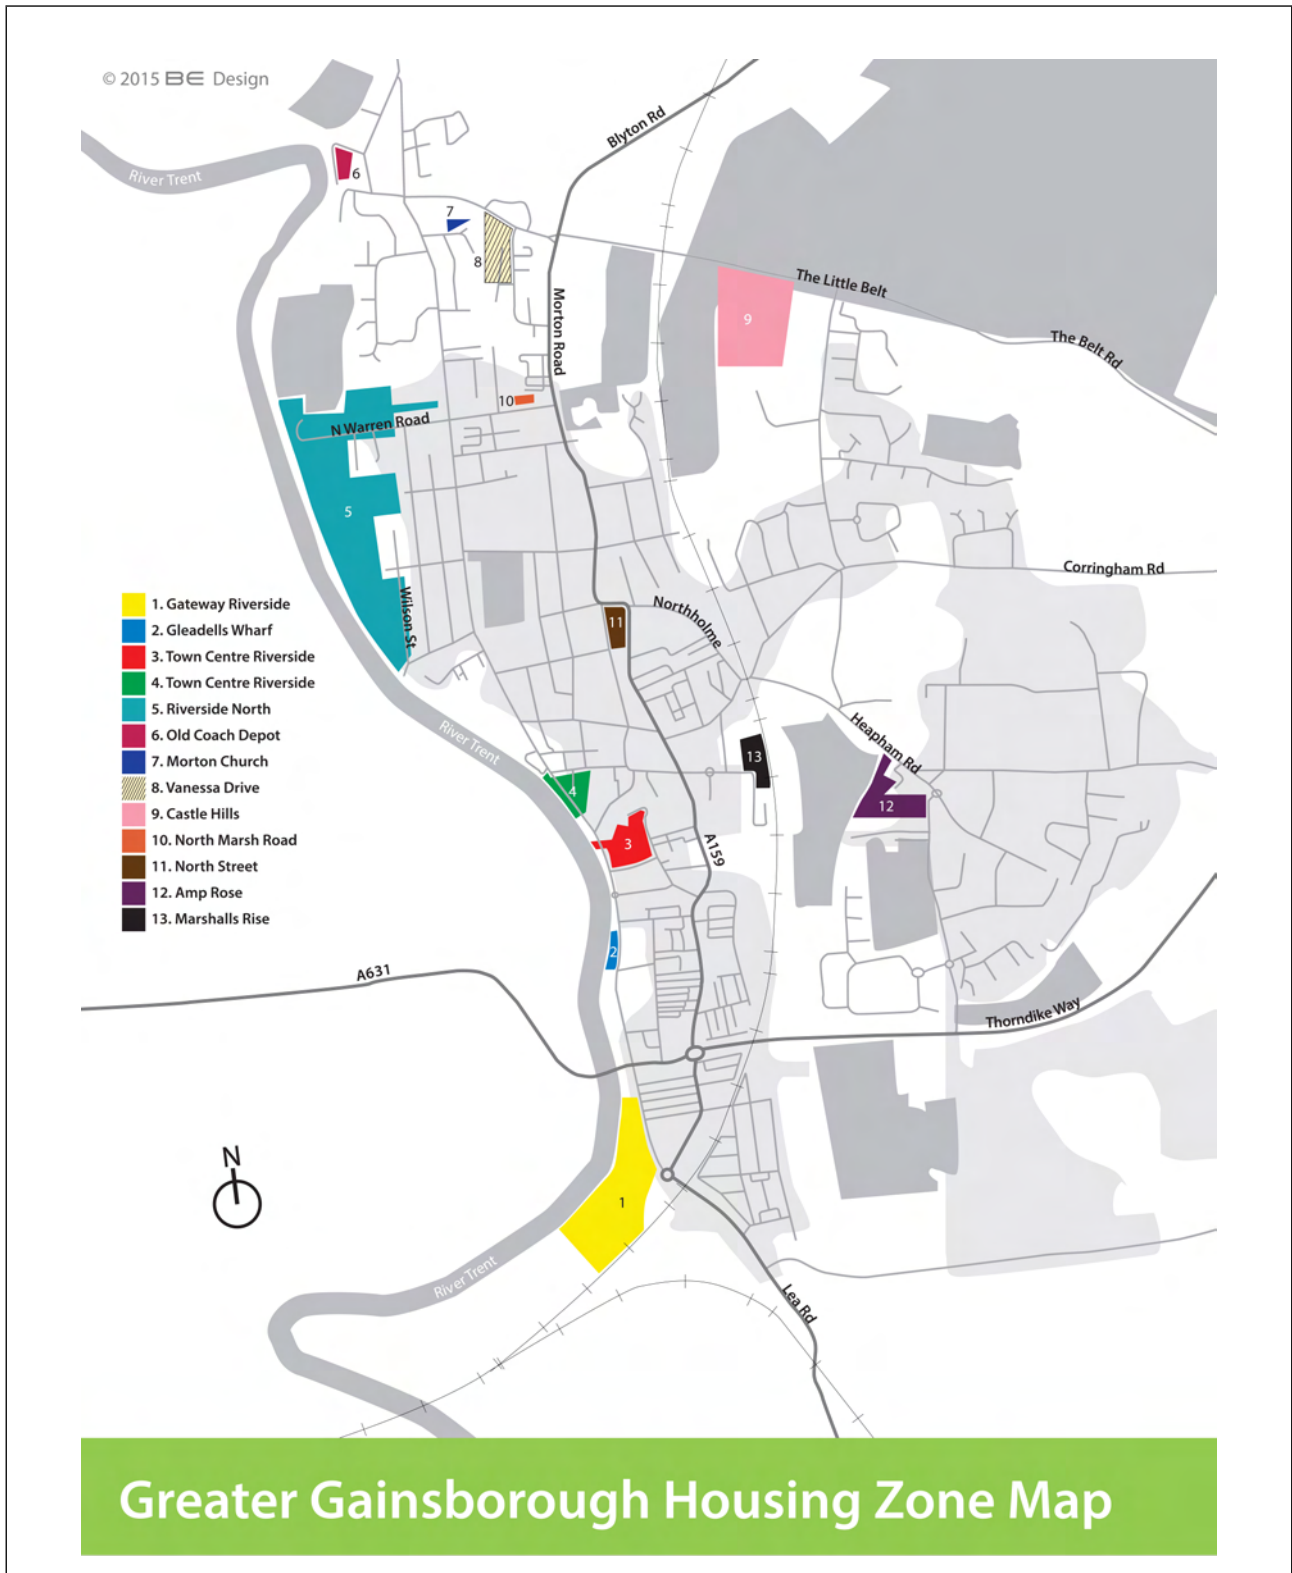 © 2015 BE Design
Blyton Rd
River Trent
6
7
8
The Little Belt
9
The Belt Rd
Morton Road
10
N Warren Road
5
Corringham Rd
1. Gateway Riverside
2. Gleadells Wharf
3. Town Centre Riverside
4. Town Centre Riverside
5. Riverside North
6. Old Coach Depot
7. Morton Church
8. Vanessa Drive
9. Castle Hills
10. North Marsh Road
11. North Street
12. Amp Rose
13. Marshalls Rise
Wilson St
Northholme
11
River Trent
Heapham Rd
13
4
12
3
A159
2
A631
Thorndike Way
N
1
River Trent
Lea Rd
Greater Gainsborough Housing Zone Map